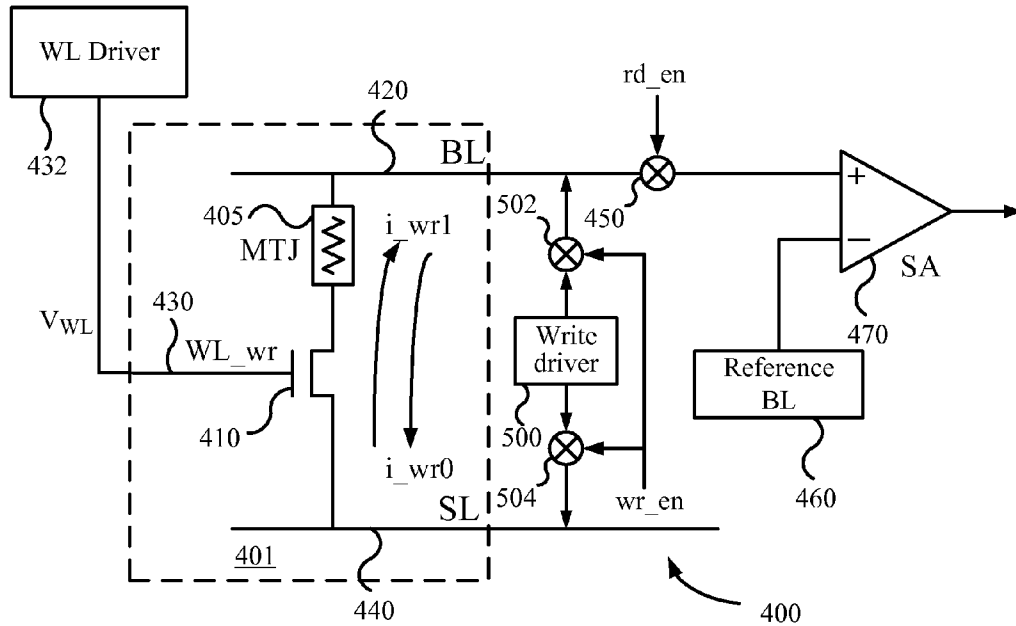 WL Driver
432
420
rd_en
BL
405
MTJ
i_wr1
502
450
+
−
SA
470
430
V_WL
WL_wr
410
Write
driver
500
Reference
BL
460
i_wr0
504
wr_en
SL
401
440
400